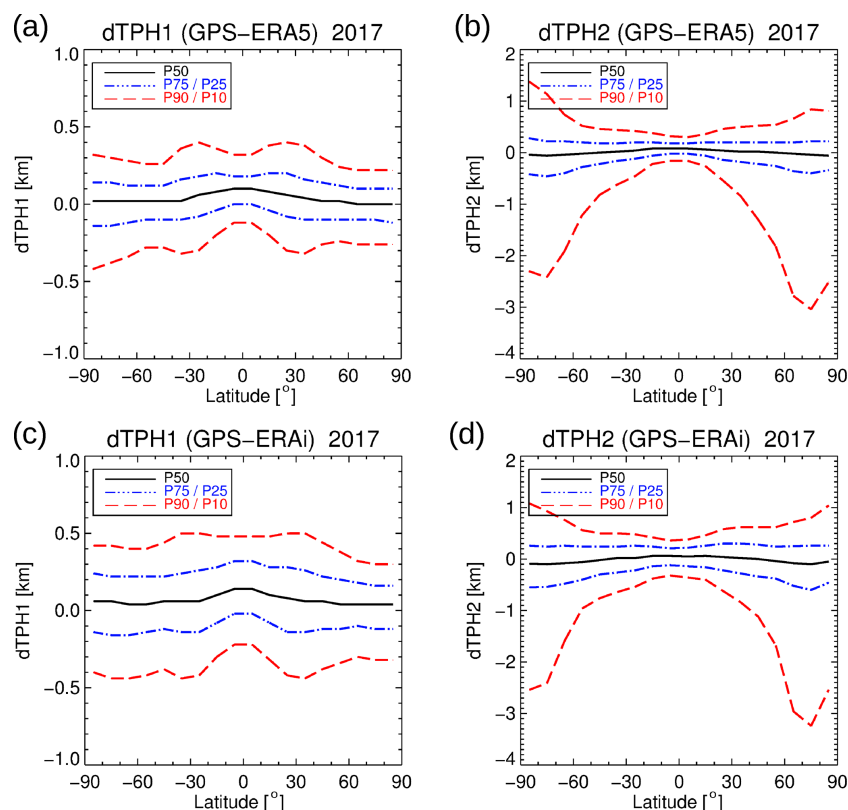 (a)
dTPH1 (GPS−ERA5) 2017
1.0
0.5
0.0
−0.5
−1.0
dTPH1 [km]
P50
P75 / P25
P90 / P10
−90 −60 −30 0 30 60 90
Latitude [°]
(b)
dTPH2 (GPS−ERA5) 2017
2
1
0
−1
−2
−3
−4
dTPH2 [km]
P50
P75 / P25
P90 / P10
−90 −60 −30 0 30 60 90
Latitude [°]
(c)
dTPH1 (GPS−ERAi) 2017
1.0
0.5
0.0
−0.5
−1.0
dTPH1 [km]
P50
P75 / P25
P90 / P10
−90 −60 −30 0 30 60 90
Latitude [°]
(d)
dTPH2 (GPS−ERAi) 2017
2
1
0
−1
−2
−3
−4
dTPH2 [km]
P50
P75 / P25
P90 / P10
−90 −60 −30 0 30 60 90
Latitude [°]